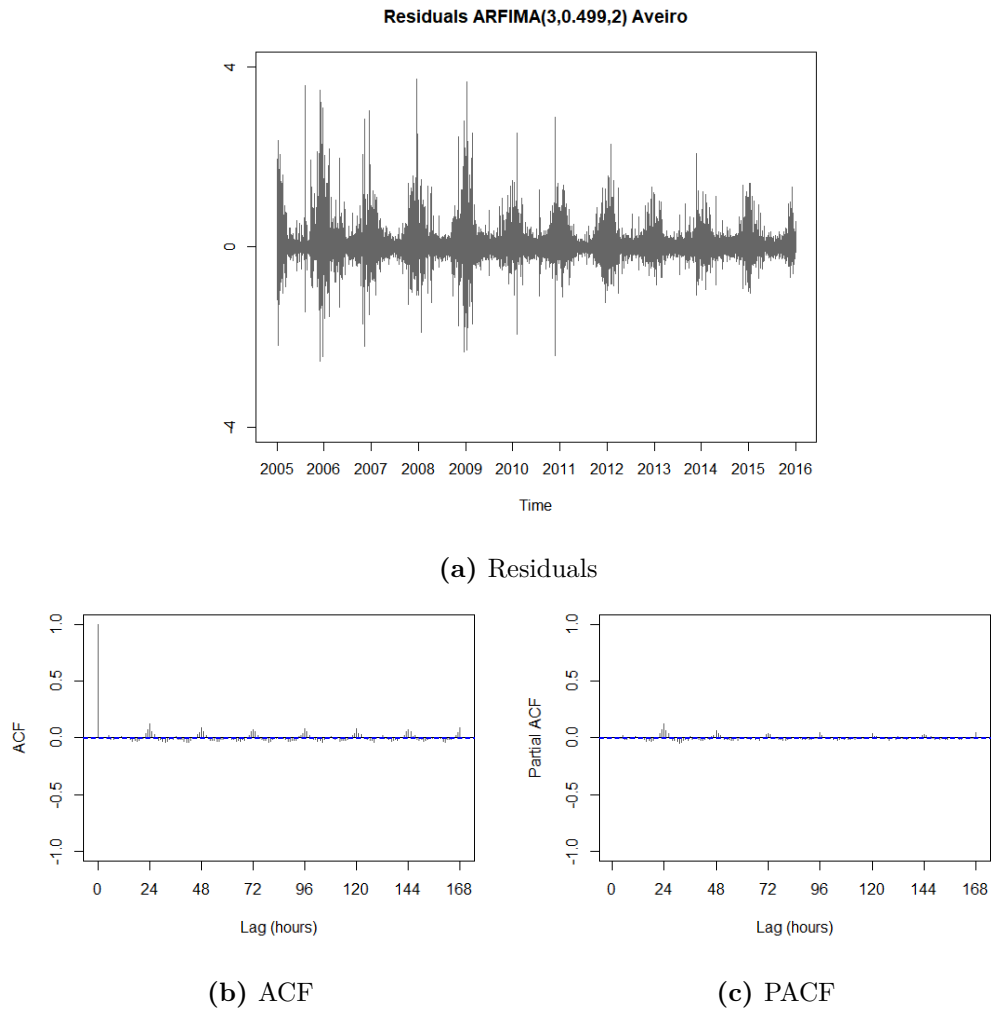 Residuals ARFIMA(3,0.499,2) Aveiro
4
0
-4
2005 2006 2007 2008 2009 2010 2011 2012 2013 2014 2015 2016
Time
(a) Residuals
1.0
0.5
0.0
-0.5
-1.0
ACF
0 24 48 72 96 120 144 168
Lag (hours)
(b) ACF
1.0
0.5
0.0
-0.5
-1.0
Partial ACF
0 24 48 72 96 120 144 168
Lag (hours)
(c) PACF